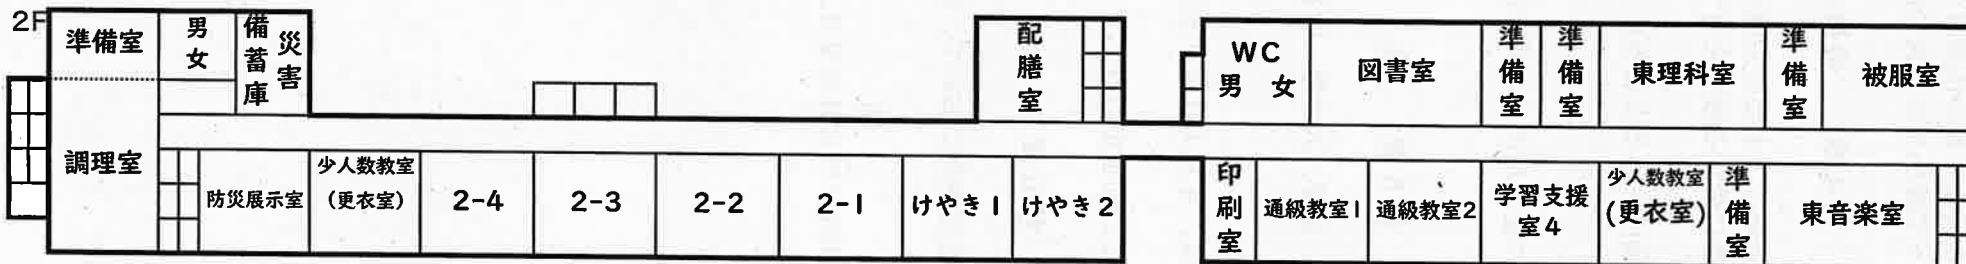 2F
準備室
男
女
災害
備蓄庫
配膳室
WC
男 女
図書室
準備室
準備室
東理科室
準備室
被服室
調理室
防災展示室
少人数教室
(更衣室)
2-4
2-3
2-2
2-1
けやき1
けやき2
印刷室
通級教室1
通級教室2
学習支援
室4
少人数教室
(更衣室)
準備室
東音楽室